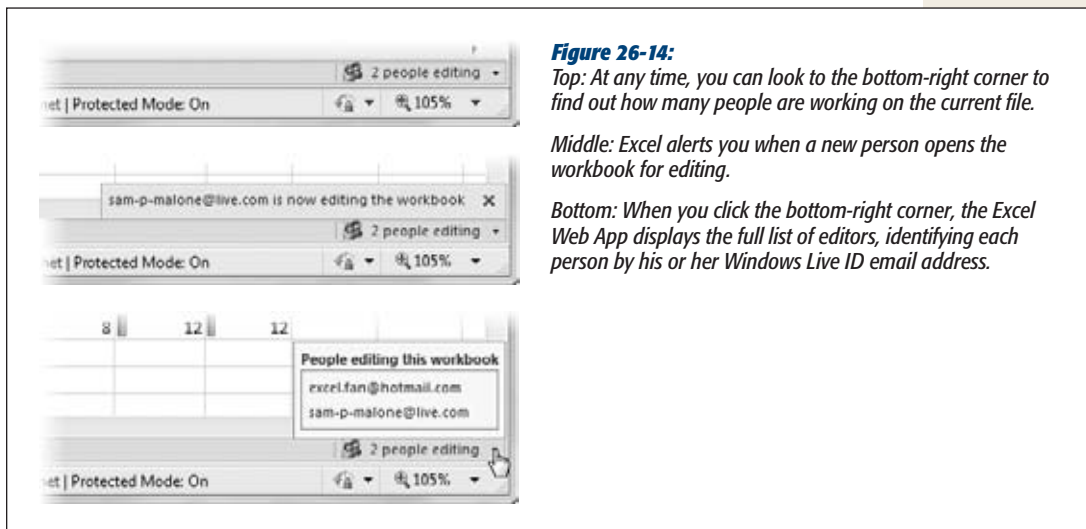 2 people editing
net | Protected Mode: On
105%
sam-p-malone@live.com is now editing the workbook
2 people editing
net | Protected Mode: On
105%
8 12 12
People editing this workbook
excel.fan@hotmail.com
sam-p-malone@live.com
2 people editing
et | Protected Mode: On
105%
Figure 26-14:
Top: At any time, you can look to the bottom-right corner to
find out how many people are working on the current file.
Middle: Excel alerts you when a new person opens the
workbook for editing.
Bottom: When you click the bottom-right corner, the Excel
Web App displays the full list of editors, identifying each
person by his or her Windows Live ID email address.